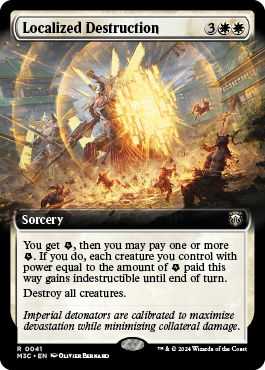 Localized Destruction 3
Sorcery
You get , then you may pay one or more
. If you do, each creature you control with
power equal to the amount of paid this
way gains indestructible until end of turn.
Destroy all creatures.
Imperial detonators are calibrated to maximize
devastation while minimizing collateral damage.
R 0041
M3C • EN Olivier Bernard
™ & © 2024 Wizards of the Coast